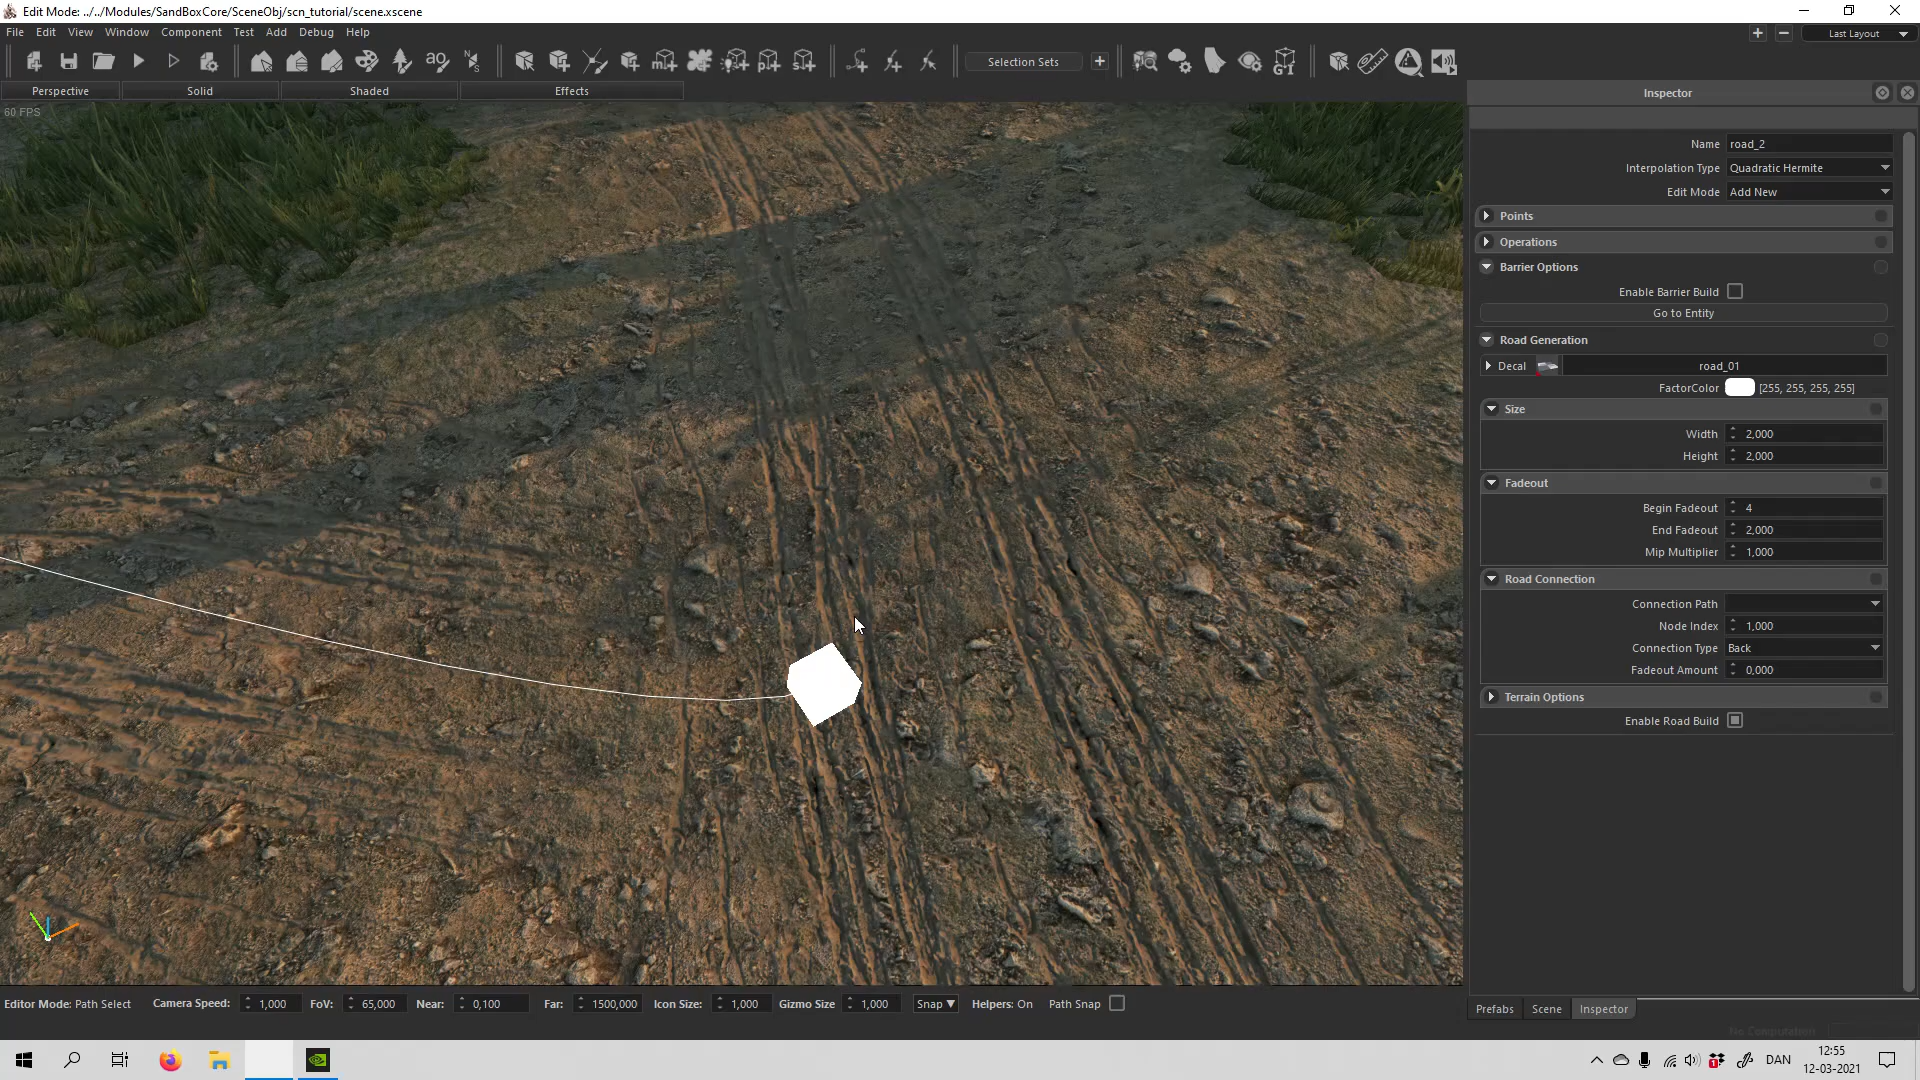 Edit Mode: ../../Modules/SandBoxCore/SceneObj/scn_tutorial/scene.xscene
File Edit View Window Component Test Add Debug Help
Last Layout
Selection Sets
Perspective Solid Shaded Effects
60 FPS
Inspector
Name road_2
Interpolation Type Quadratic Hermite
Edit Mode Add New
Points
Operations
Barrier Options
Enable Barrier Build
Go to Entity
Road Generation
Decal road_01
FactorColor [255, 255, 255, 255]
Size
Width 2,000
Height 2,000
Fadeout
Begin Fadeout 4
End Fadeout 2,000
Mip Multiplier 1,000
Road Connection
Connection Path
Node Index 1,000
Connection Type Back
Fadeout Amount 0,000
Terrain Options
Enable Road Build
Editor Mode: Path Select Camera Speed: 1,000 FoV: 65,000 Near: 0,100 Far: 1500,000 Icon Size: 1,000 Gizmo Size 1,000 Snap Helpers: On Path Snap
Prefabs Scene Inspector
No Computation
DAN
12:55
12-03-2021